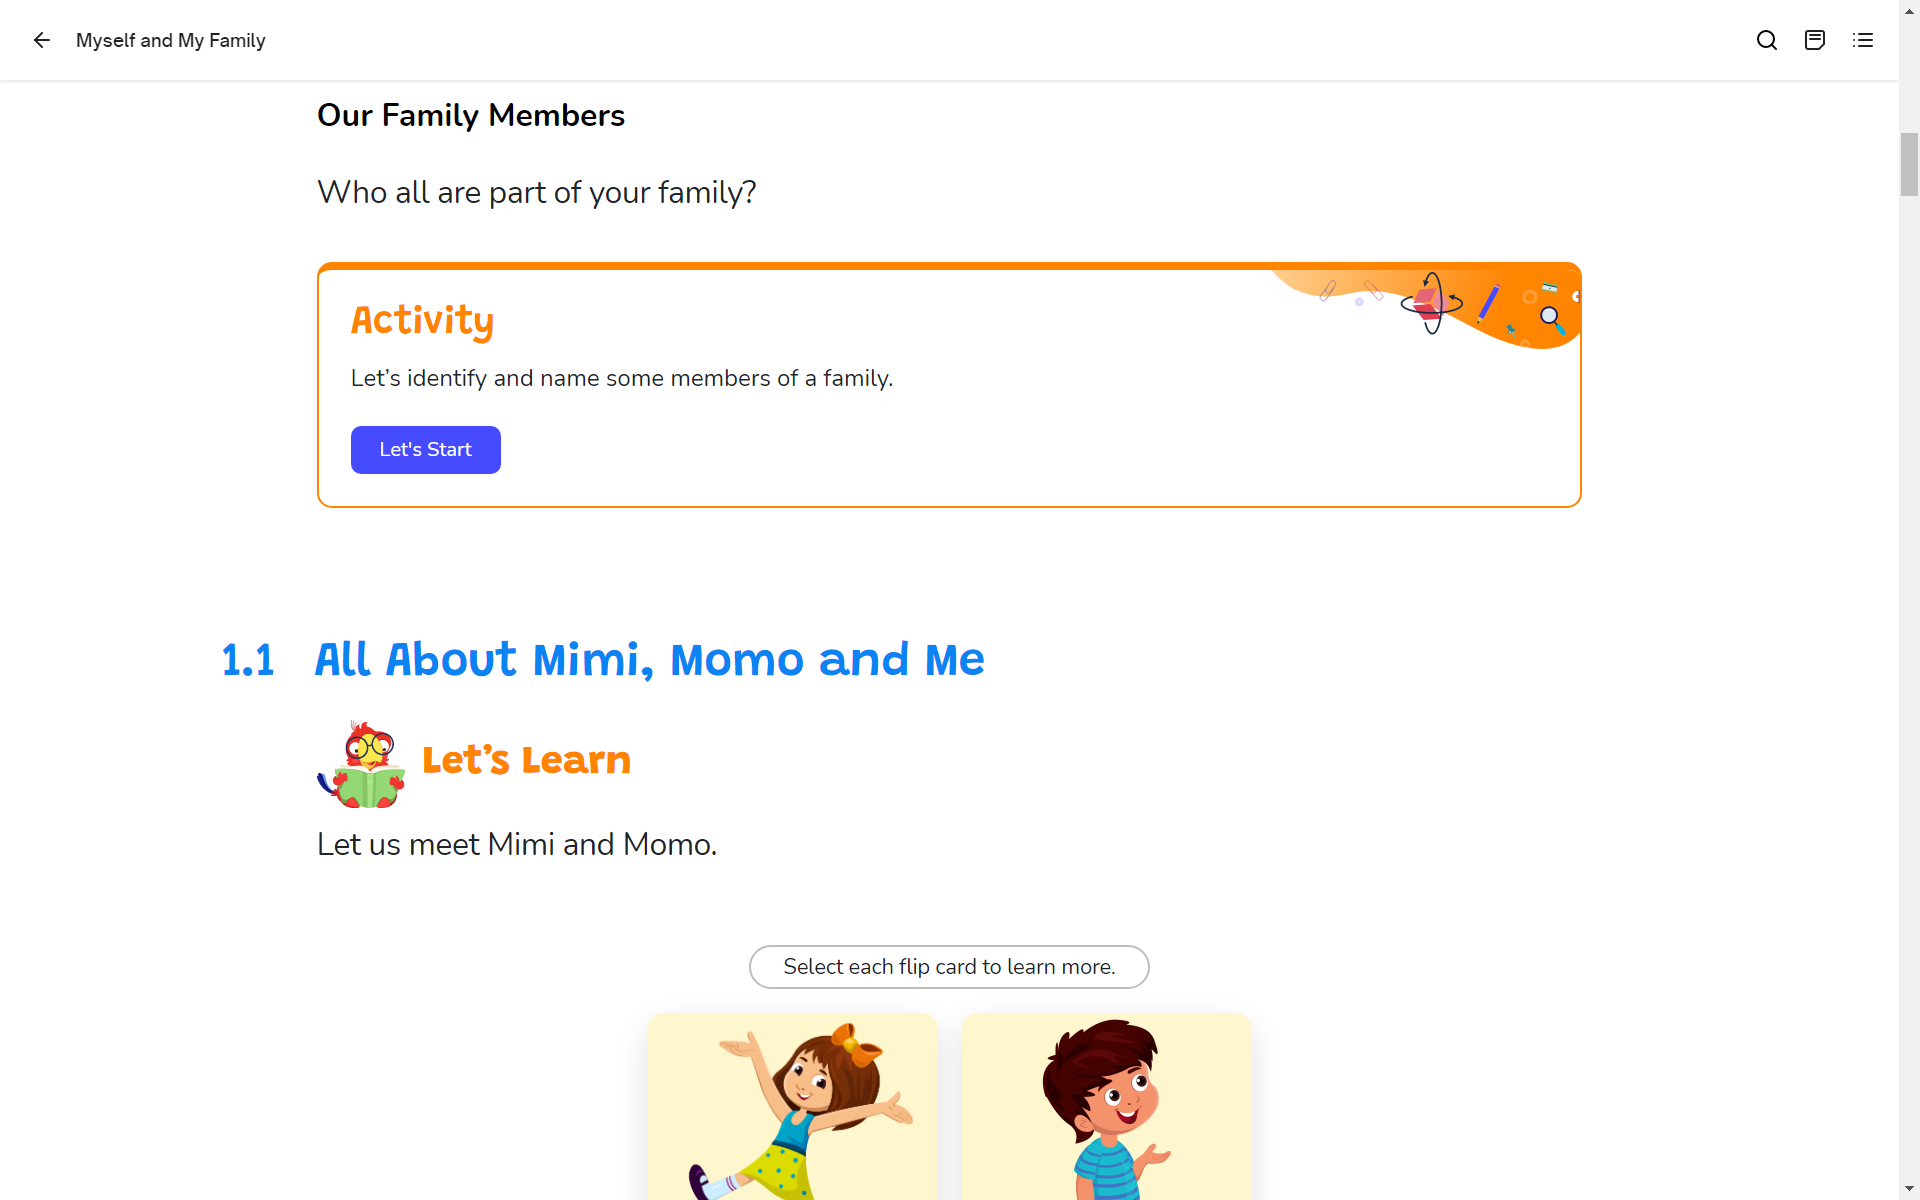 Myself and My Family
Our Family Members
Who all are part of your family?
Activity
Let’s identify and name some members of a family.
Let's Start
1.1 All About Mimi, Momo and Me
Let’s Learn
Let us meet Mimi and Momo.
Select each flip card to learn more.